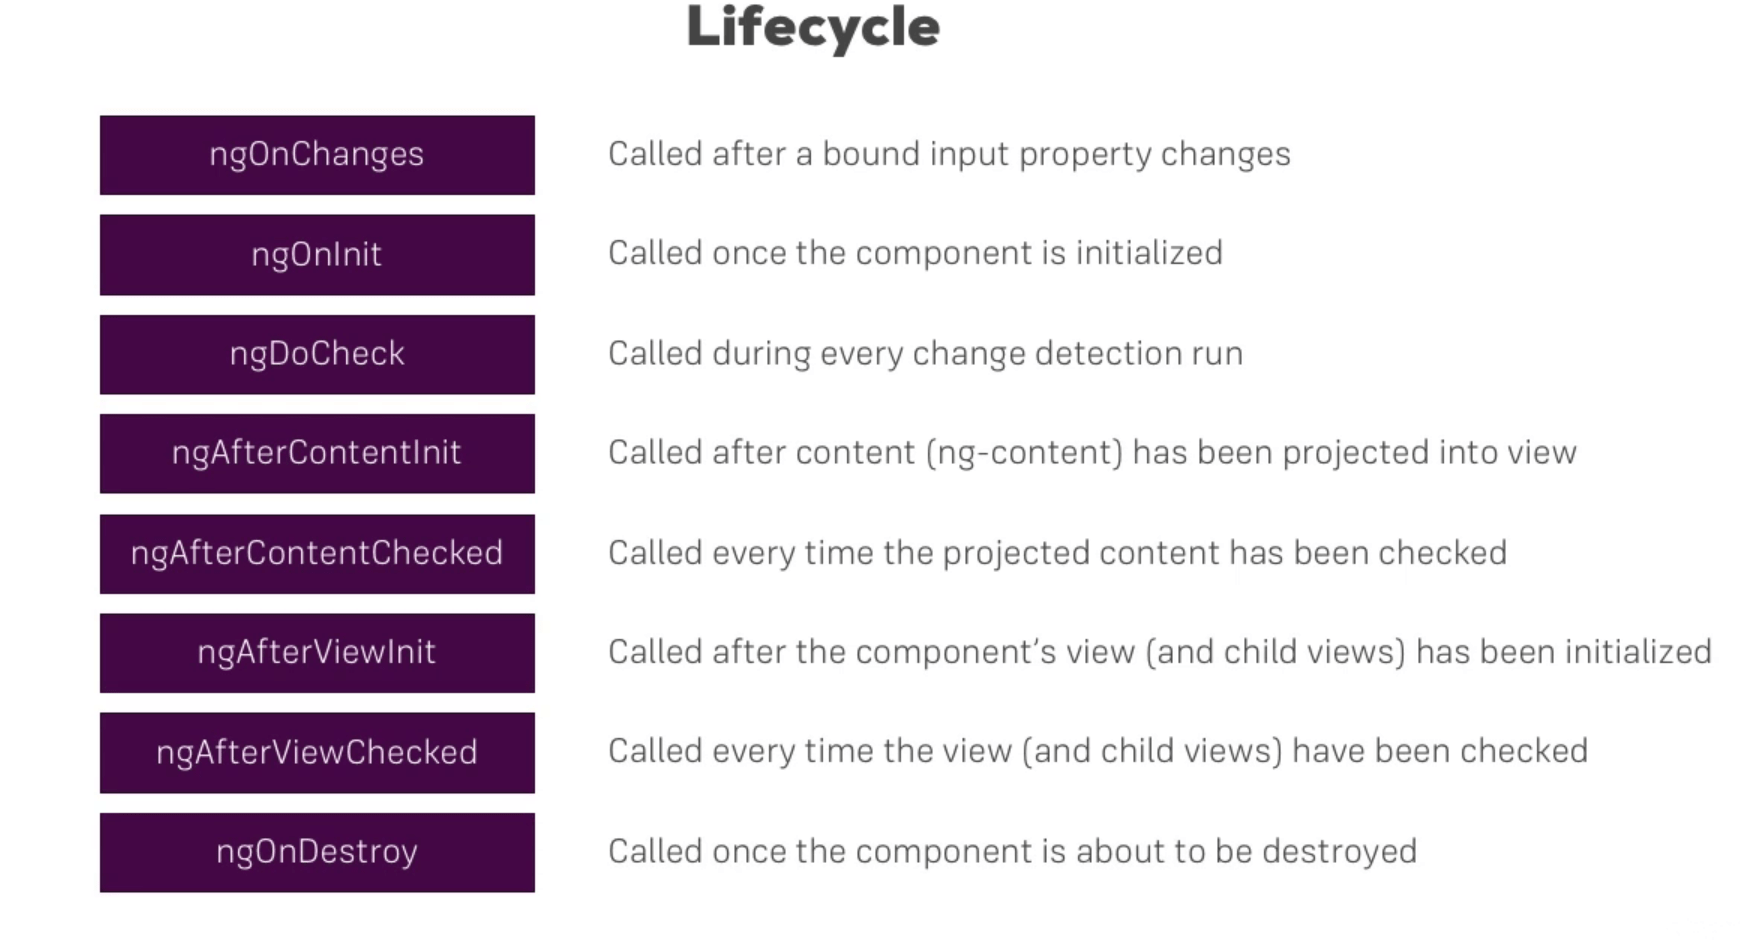 Lifecycle
ngOnChanges Called after a bound input property changes
ngOnInit Called once the component is initialized
ngDoCheck Called during every change detection run
ngAfterContentInit Called after content (ng-content) has been projected into view
ngAfterContentChecked Called every time the projected content has been checked
ngAfterViewInit Called after the component’s view (and child views) has been initialized
ngAfterViewChecked Called every time the view (and child views) have been checked
ngOnDestroy Called once the component is about to be destroyed